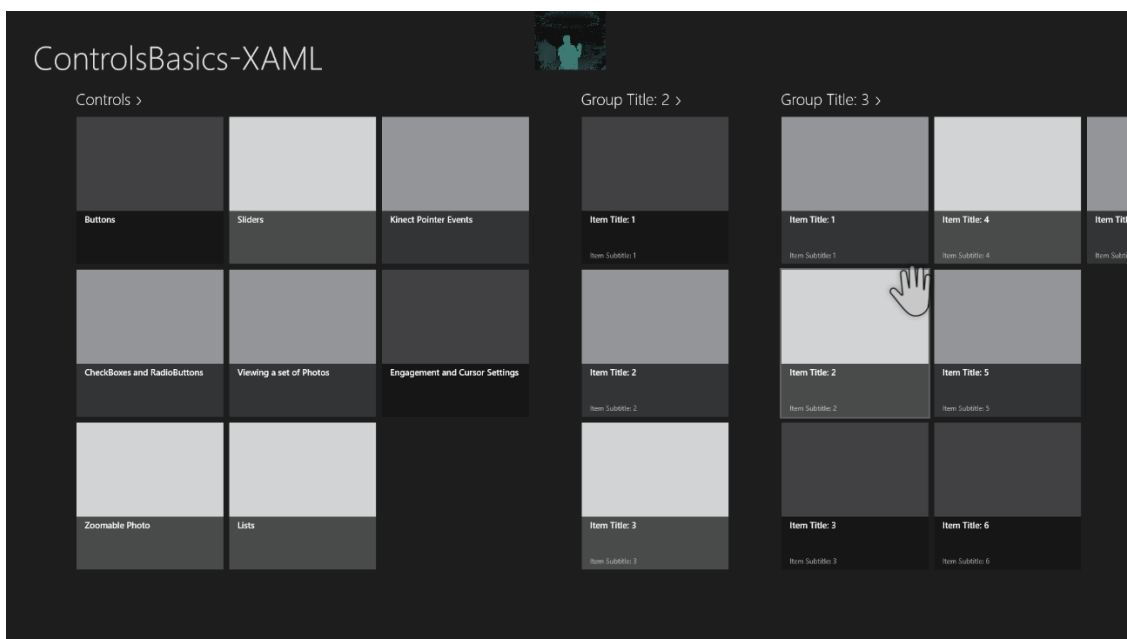 ControlsBasics-XAML
Controls >
Buttons
Sliders
Kinect Pointer Events
CheckBoxes and RadioButtons
Viewing a set of Photos
Engagement and Cursor Settings
Zoomable Photo
Lists
Group Title: 2 >
Item Title: 1
Item Subtitle: 1
Item Title: 2
Item Subtitle: 2
Item Title: 3
Item Subtitle: 3
Group Title: 3 >
Item Title: 1
Item Subtitle: 1
Item Title: 4
Item Subtitle: 4
Item Title: 2
Item Subtitle: 2
Item Title: 5
Item Subtitle: 5
Item Title: 3
Item Subtitle: 3
Item Title: 6
Item Subtitle: 6
Item
Item